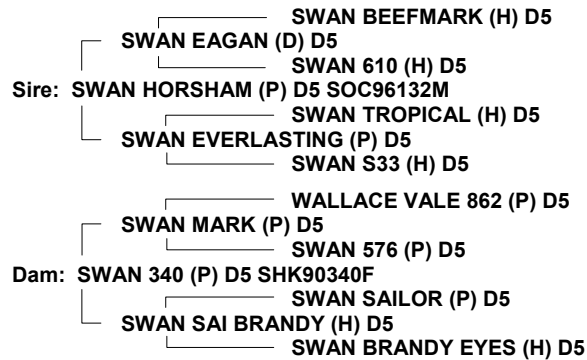 SWAN BEEFMARK (H) D5
SWAN EAGAN (D) D5
SWAN 610 (H) D5
Sire: SWAN HORSHAM (P) D5 SOC96132M
SWAN TROPICAL (H) D5
SWAN EVERLASTING (P) D5
SWAN S33 (H) D5
WALLACE VALE 862 (P) D5
SWAN MARK (P) D5
SWAN 576 (P) D5
Dam: SWAN 340 (P) D5 SHK90340F
SWAN SAILOR (P) D5
SWAN SAI BRANDY (H) D5
SWAN BRANDY EYES (H) D5